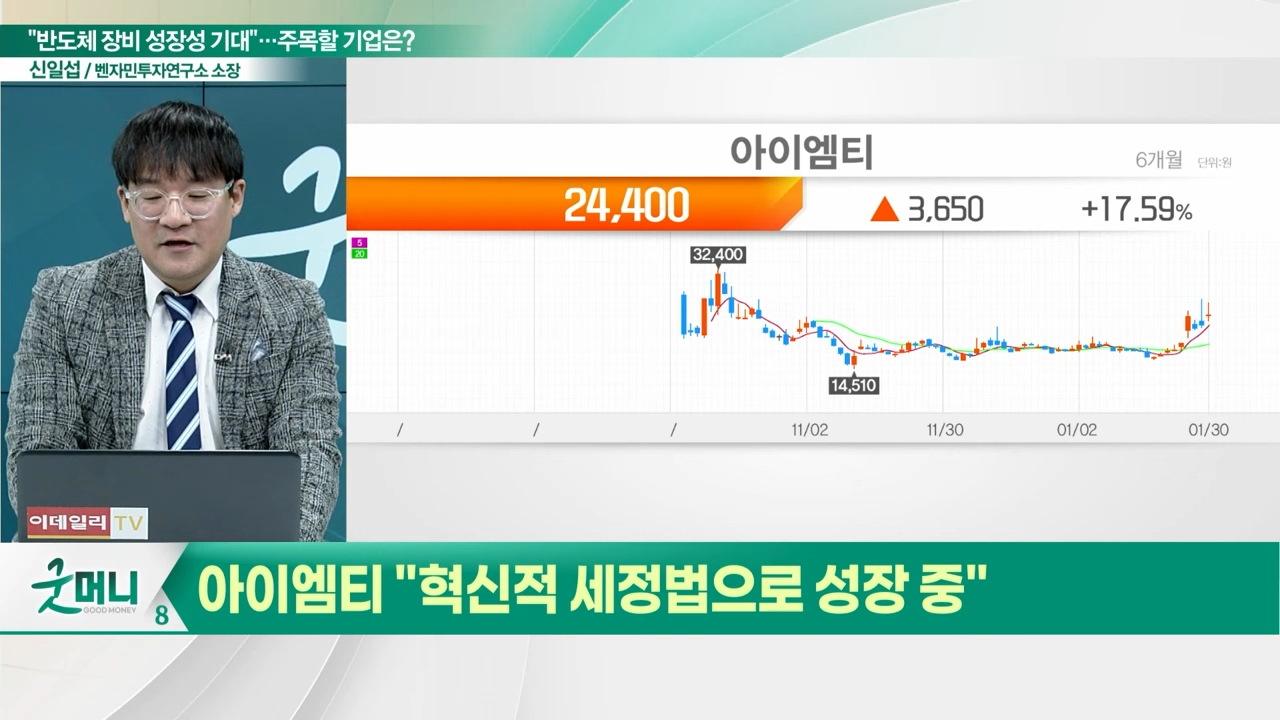 "반도체 장비 성장성 기대"…주목할 기업은?
신일섭 / 벤자민투자연구소 소장
아이엠티
6개월 단위:원
24,400 ▲ 3,650 +17.59%
5
20
32,400
14,510
/ / / 11/02 11/30 01/02 01/30
이데일리 TV
굿머니
GOOD MONEY
8
아이엠티 "혁신적 세정법으로 성장 중"